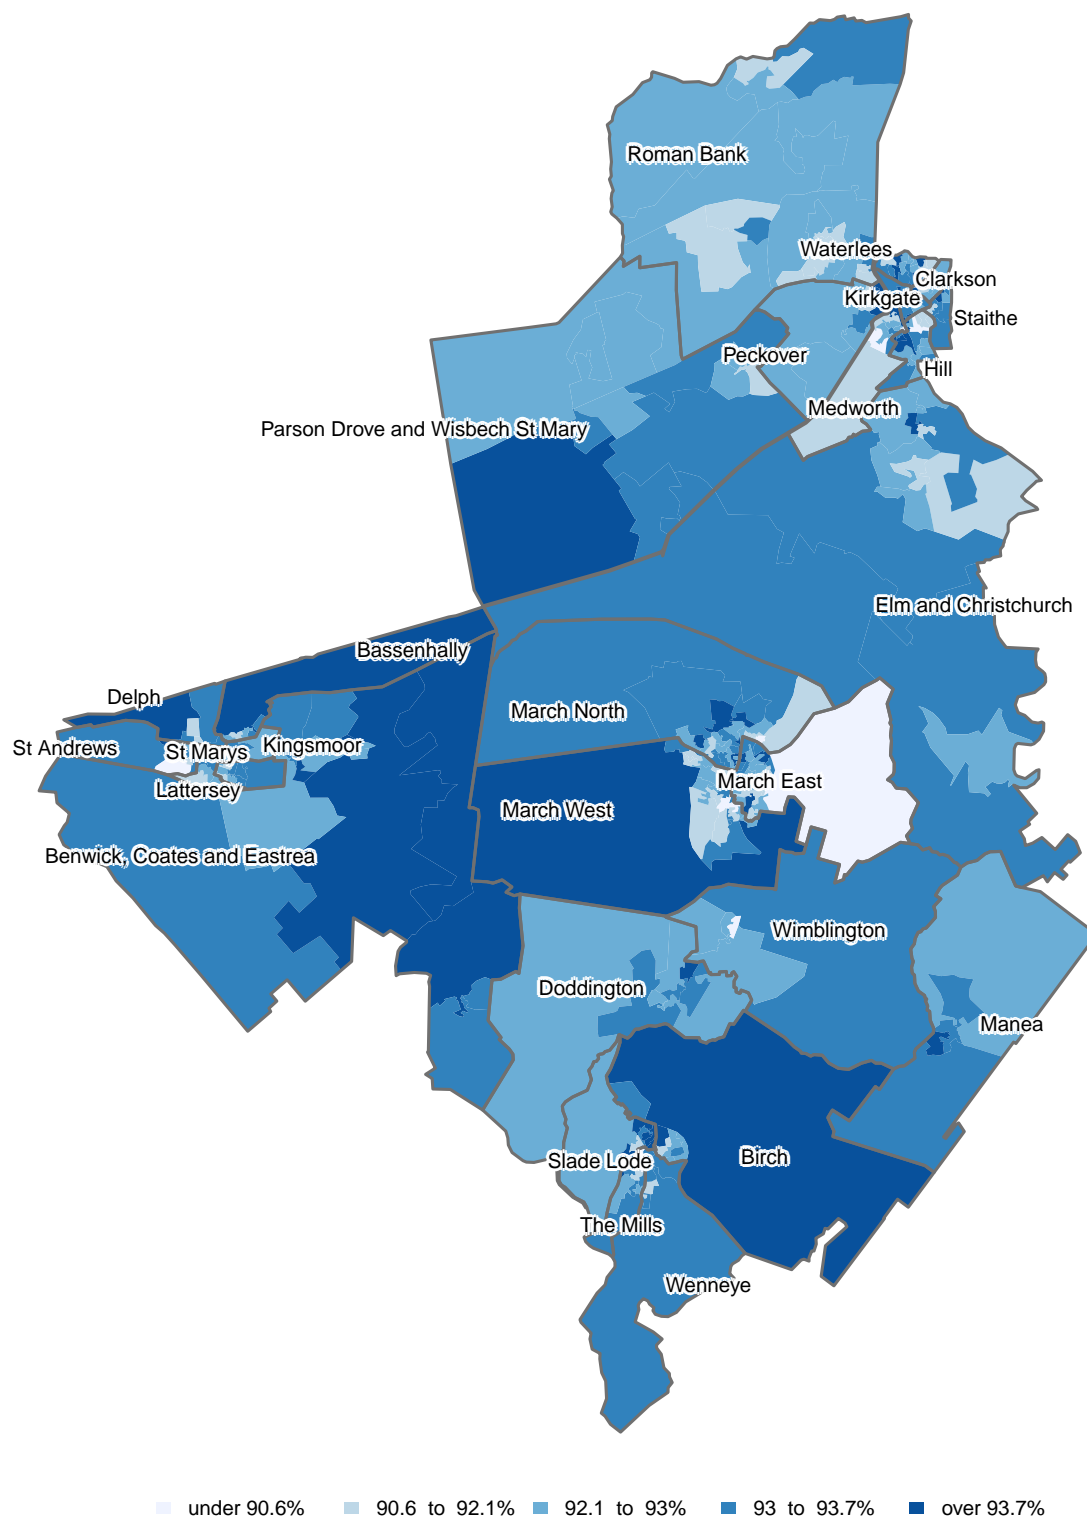 Roman Bank
Waterlees
Clarkson
Kirkgate
Staithe
Peckover
Hill
Medworth
Parson Drove and Wisbech St Mary
Elm and Christchurch
Bassenhally
Delph
March North
St Andrews
St Marys
Kingsmoor
March East
Lattersey
March West
Benwick, Coates and Eastrea
Wimblington
Doddington
Manea
Birch
Slade Lode
The Mills
Wenneye
under 90.6% 90.6 to 92.1% 92.1 to 93% 93 to 93.7% over 93.7%